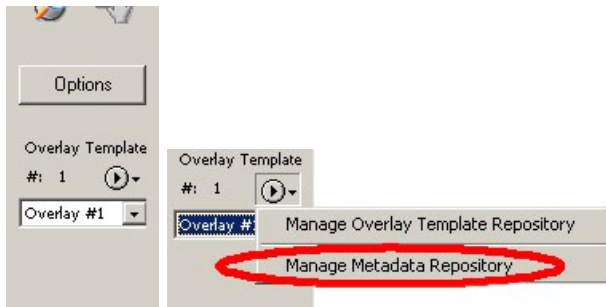 Options
Overlay Template
#: 1
Overlay #1
Overlay Template
#: 1
Overlay #
Manage Overlay Template Repository
Manage Metadata Repository